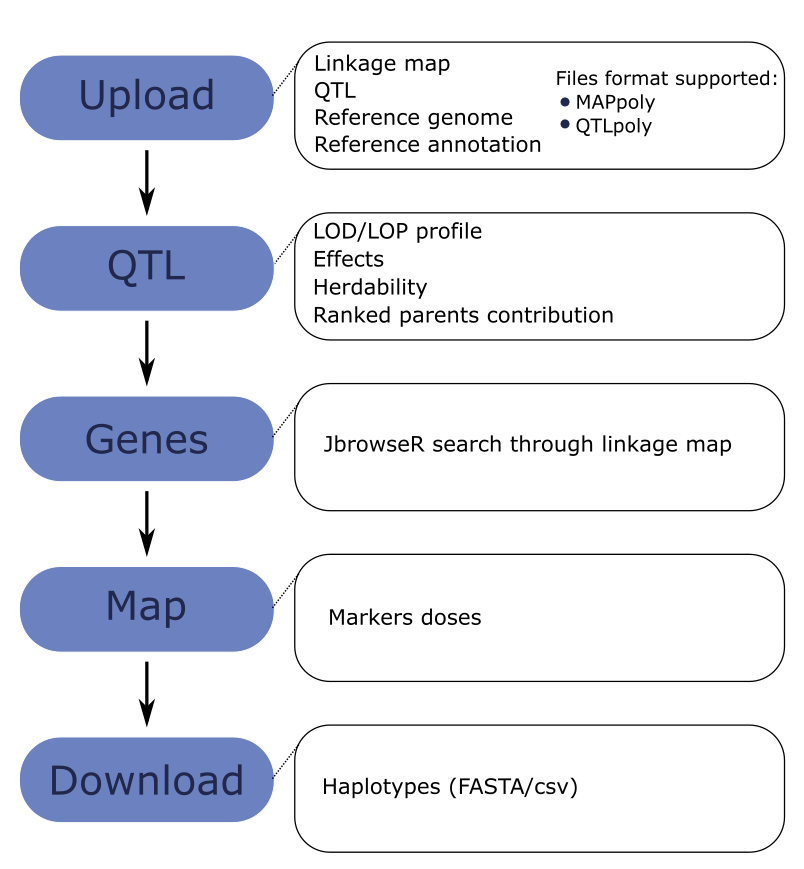 Upload
Linkage map
QTL
Reference genome
Reference annotation
Files format supported:
MAPpoly
QTLpoly
QTL
LOD/LOP profile
Effects
Herdability
Ranked parents contribution
Genes
JbrowseR search through linkage map
Map
Markers doses
Download
Haplotypes (FASTA/csv)